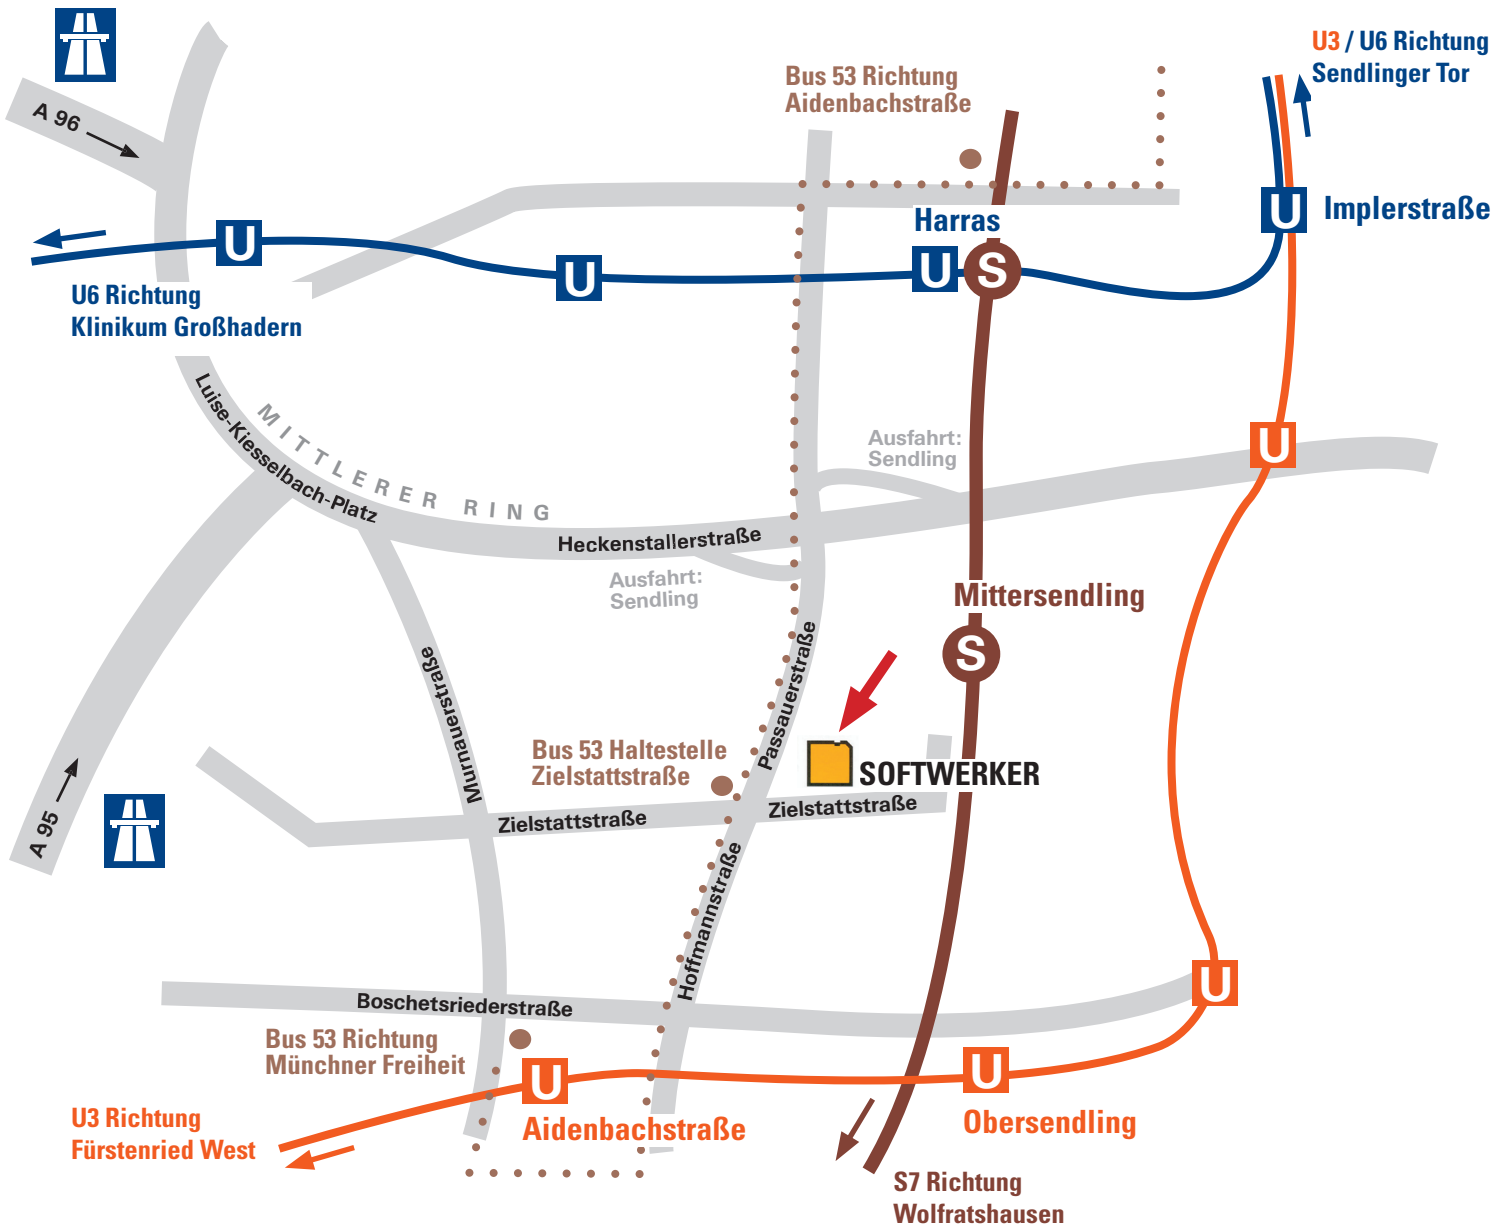 U3 / U6 Richtung
Sendlinger Tor
Bus 53 Richtung
Aidenbachstraße
A 96
Harras
U
Implerstraße
U
U
U
S
U6 Richtung
Klinikum Großhadern
Luise-Kiesselbach-Platz
MITTLERER RING
Ausfahrt:
Sendling
U
Heckenstallerstraße
Ausfahrt:
Sendling
Mittersendling
S
Murnauerstraße
Passauerstraße
Bus 53 Haltestelle
Zielstattstraße
SOFTWERKER
Zielstattstraße
Zielstattstraße
A 95
Hoffmannstraße
U
Boschetsriederstraße
Bus 53 Richtung
Münchner Freiheit
U
U
U3 Richtung
Fürstenried West
Aidenbachstraße
Obersendling
S7 Richtung
Wolfratshausen